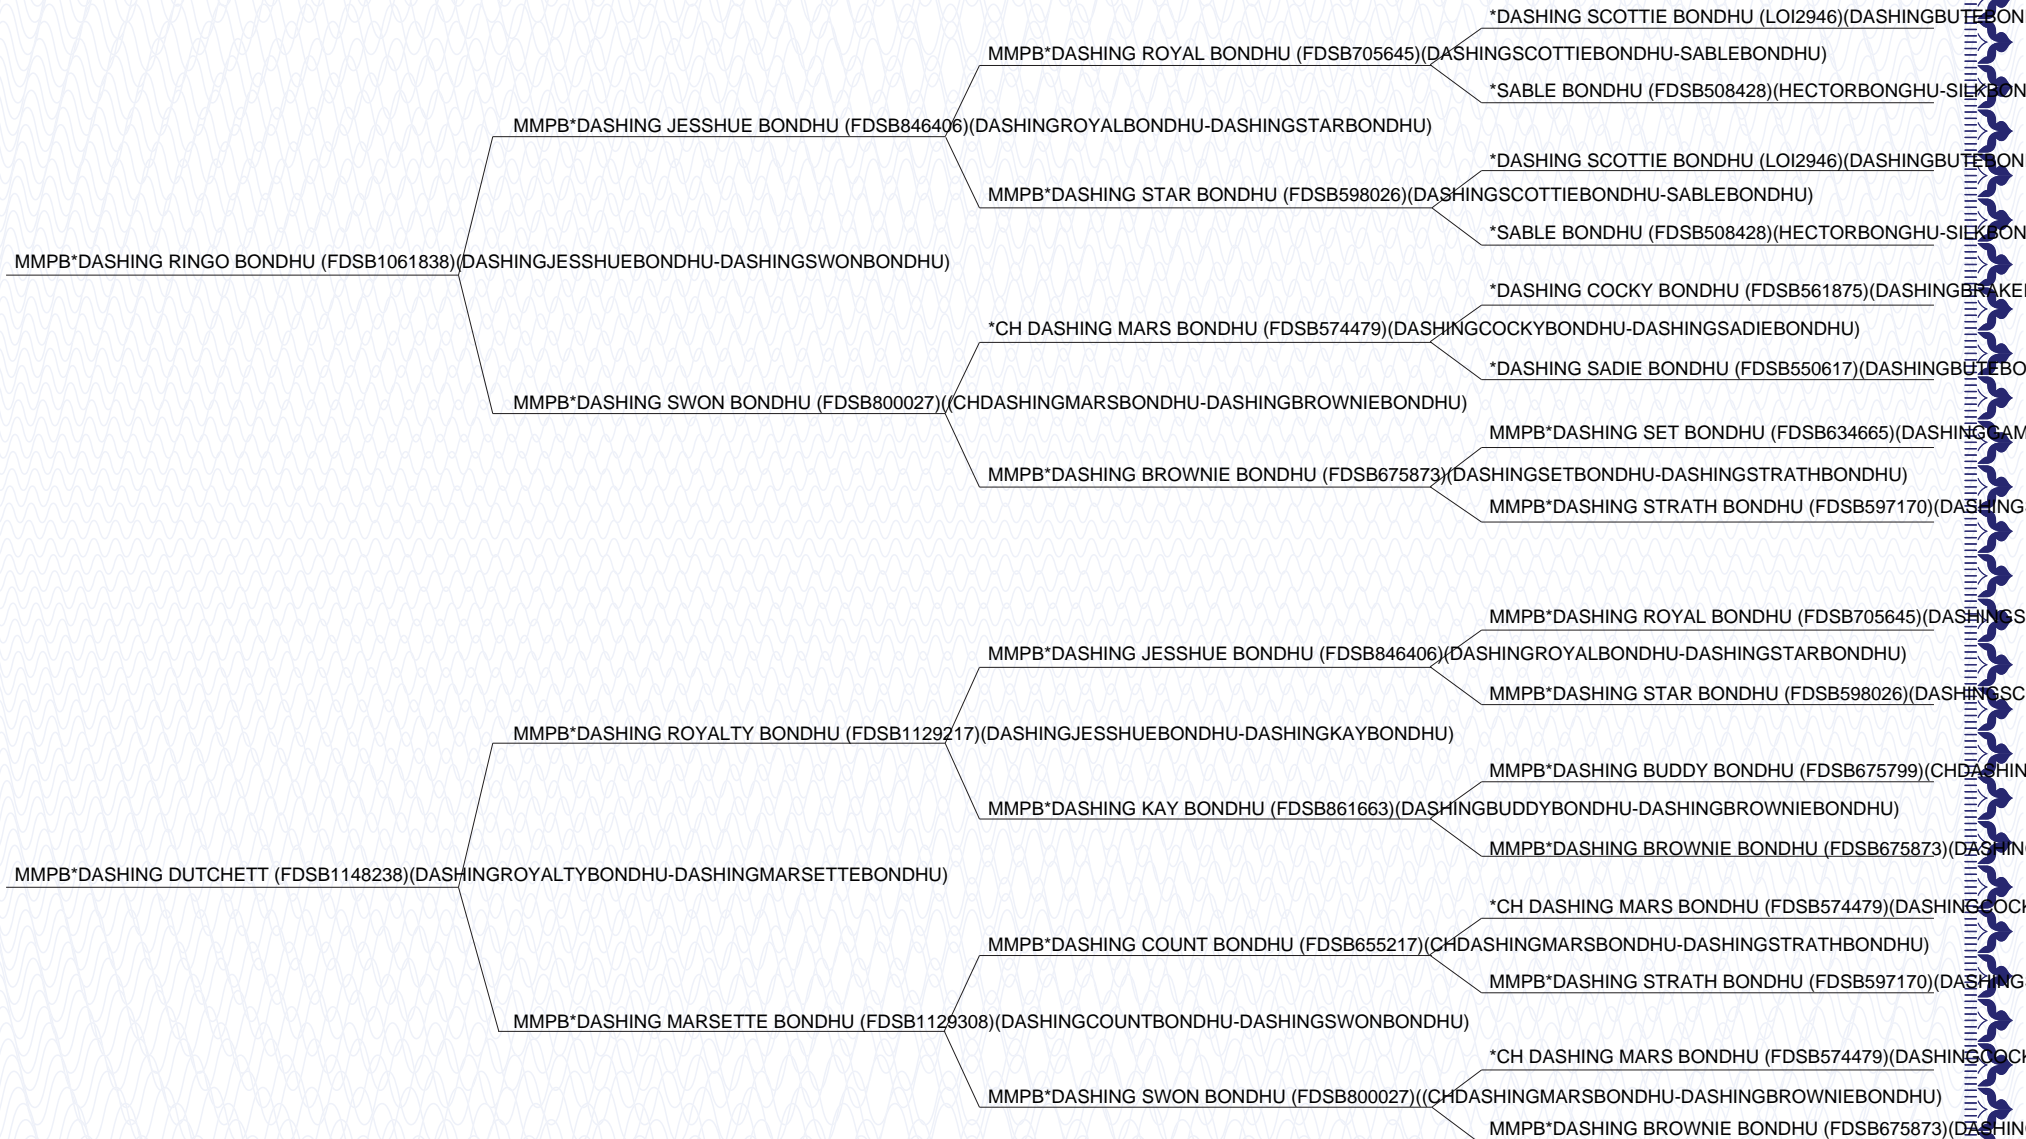 *DASHING SCOTTIE BONDHU (LOI2946)(DASHINGBUTEBON
MMPB*DASHING ROYAL BONDHU (FDSB705645)(DASHINGSCOTTIEBONDHU-SABLEBONDHU)
*SABLE BONDHU (FDSB508428)(HECTORBONGHU-SILKBON
MMPB*DASHING JESSHUE BONDHU (FDSB846406)(DASHINGROYALBONDHU-DASHINGSTARBONDHU)
*DASHING SCOTTIE BONDHU (LOI2946)(DASHINGBUTEBON
MMPB*DASHING STAR BONDHU (FDSB598026)(DASHINGSCOTTIEBONDHU-SABLEBONDHU)
*SABLE BONDHU (FDSB508428)(HECTORBONGHU-SILKBON
MMPB*DASHING RINGO BONDHU (FDSB1061838)(DASHINGJESSHUEBONDHU-DASHINGSWONBONDHU)
*DASHING COCKY BONDHU (FDSB561875)(DASHINGBRAKE
*CH DASHING MARS BONDHU (FDSB574479)(DASHINGCOCKYBONDHU-DASHINGSADIEBONDHU)
*DASHING SADIE BONDHU (FDSB550617)(DASHINGBUTEBO
MMPB*DASHING SWON BONDHU (FDSB800027)((CHDASHINGMARSBONDHU-DASHINGBROWNIEBONDHU)
MMPB*DASHING SET BONDHU (FDSB634665)(DASHINGGAM
MMPB*DASHING BROWNIE BONDHU (FDSB675873)(DASHINGSETBONDHU-DASHINGSTRATHBONDHU)
MMPB*DASHING STRATH BONDHU (FDSB597170)(DASHING
MMPB*DASHING ROYAL BONDHU (FDSB705645)(DASHINGS
MMPB*DASHING JESSHUE BONDHU (FDSB846406)(DASHINGROYALBONDHU-DASHINGSTARBONDHU)
MMPB*DASHING STAR BONDHU (FDSB598026)(DASHINGSC
MMPB*DASHING ROYALTY BONDHU (FDSB1129217)(DASHINGJESSHUEBONDHU-DASHINGKAYBONDHU)
MMPB*DASHING BUDDY BONDHU (FDSB675799)(CHDASHIN
MMPB*DASHING KAY BONDHU (FDSB861663)(DASHINGBUDDYBONDHU-DASHINGBROWNIEBONDHU)
MMPB*DASHING BROWNIE BONDHU (FDSB675873)(DASHIN
MMPB*DASHING DUTCHETT (FDSB1148238)(DASHINGROYALTYBONDHU-DASHINGMARSETTEBONDHU)
*CH DASHING MARS BONDHU (FDSB574479)(DASHINGCOCK
MMPB*DASHING COUNT BONDHU (FDSB655217)(CHDASHINGMARSBONDHU-DASHINGSTRATHBONDHU)
MMPB*DASHING STRATH BONDHU (FDSB597170)(DASHING
MMPB*DASHING MARSETTE BONDHU (FDSB1129308)(DASHINGCOUNTBONDHU-DASHINGSWONBONDHU)
*CH DASHING MARS BONDHU (FDSB574479)(DASHINGCOCK
MMPB*DASHING SWON BONDHU (FDSB800027)((CHDASHINGMARSBONDHU-DASHINGBROWNIEBONDHU)
MMPB*DASHING BROWNIE BONDHU (FDSB675873)(DASHIN